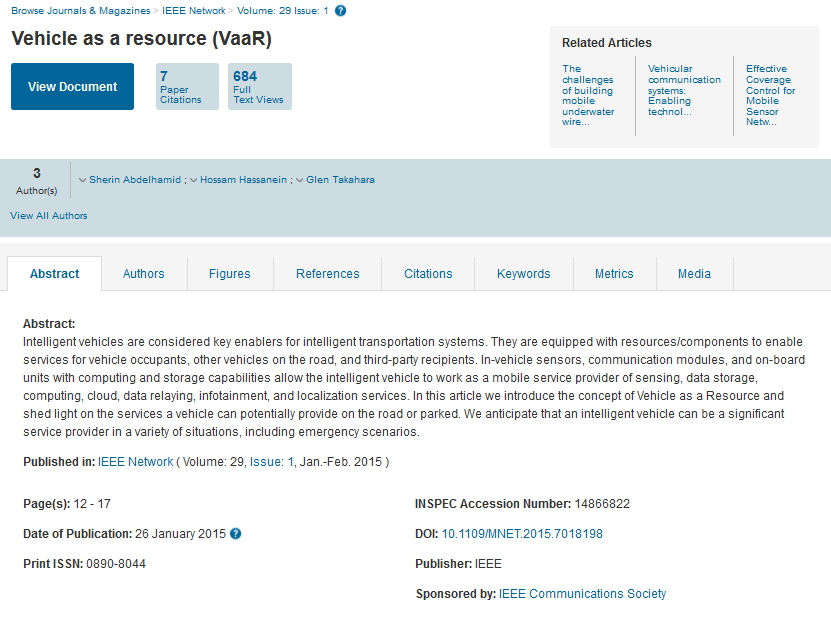 Browse Journals & Magazines > IEEE Network > Volume: 29 Issue: 1 ?
Vehicle as a resource (VaaR)
View Document
7
Paper
Citations
684
Full
Text Views
Related Articles
The
challenges
of building
mobile
underwater
wire...
Vehicular
communication
systems:
Enabling
technol...
Effective
Coverage
Control for
Mobile
Sensor
Netw...
3
Author(s)
Sherin Abdelhamid ; Hossam Hassanein ; Glen Takahara
View All Authors
Abstract
Authors
Figures
References
Citations
Keywords
Metrics
Media
Abstract:
Intelligent vehicles are considered key enablers for intelligent transportation systems. They are equipped with resources/components to enable
services for vehicle occupants, other vehicles on the road, and third-party recipients. In-vehicle sensors, communication modules, and on-board
units with computing and storage capabilities allow the intelligent vehicle to work as a mobile service provider of sensing, data storage,
computing, cloud, data relaying, infotainment, and localization services. In this article we introduce the concept of Vehicle as a Resource and
shed light on the services a vehicle can potentially provide on the road or parked. We anticipate that an intelligent vehicle can be a significant
service provider in a variety of situations, including emergency scenarios.
Published in: IEEE Network ( Volume: 29, Issue: 1, Jan.-Feb. 2015 )
Page(s): 12 - 17
Date of Publication: 26 January 2015 ?
Print ISSN: 0890-8044
INSPEC Accession Number: 14866822
DOI: 10.1109/MNET.2015.7018198
Publisher: IEEE
Sponsored by: IEEE Communications Society